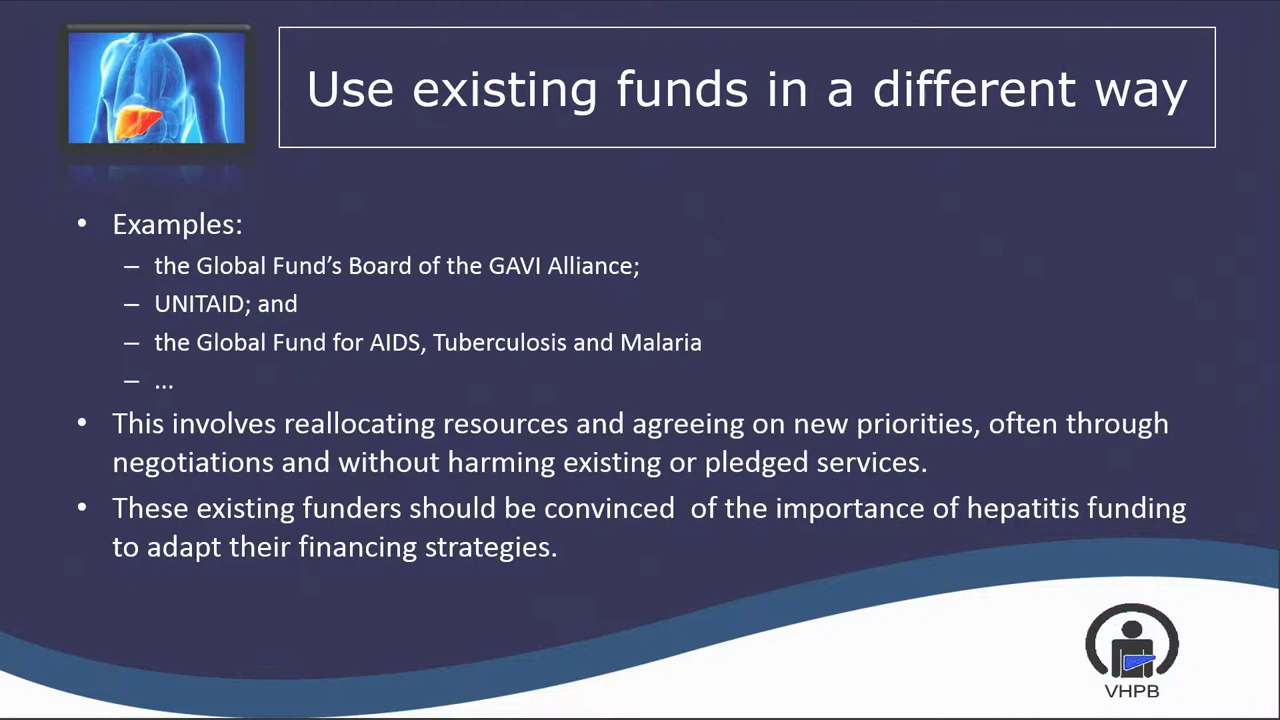 Use existing funds in a different way
• Examples:
– the Global Fund’s Board of the GAVI Alliance;
– UNITAID; and
– the Global Fund for AIDS, Tuberculosis and Malaria
– ...
• This involves reallocating resources and agreeing on new priorities, often through
negotiations and without harming existing or pledged services.
• These existing funders should be convinced  of the importance of hepatitis funding
to adapt their financing strategies.
VHPB